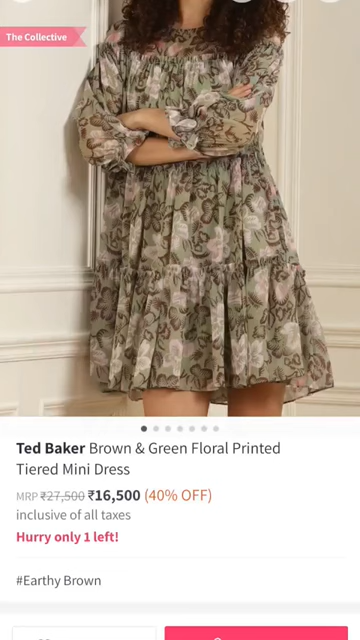 The Collective
Ted Baker Brown & Green Floral Printed
Tiered Mini Dress
MRP ₹27,500 ₹16,500 (40% OFF)
inclusive of all taxes
Hurry only 1 left!
#Earthy Brown